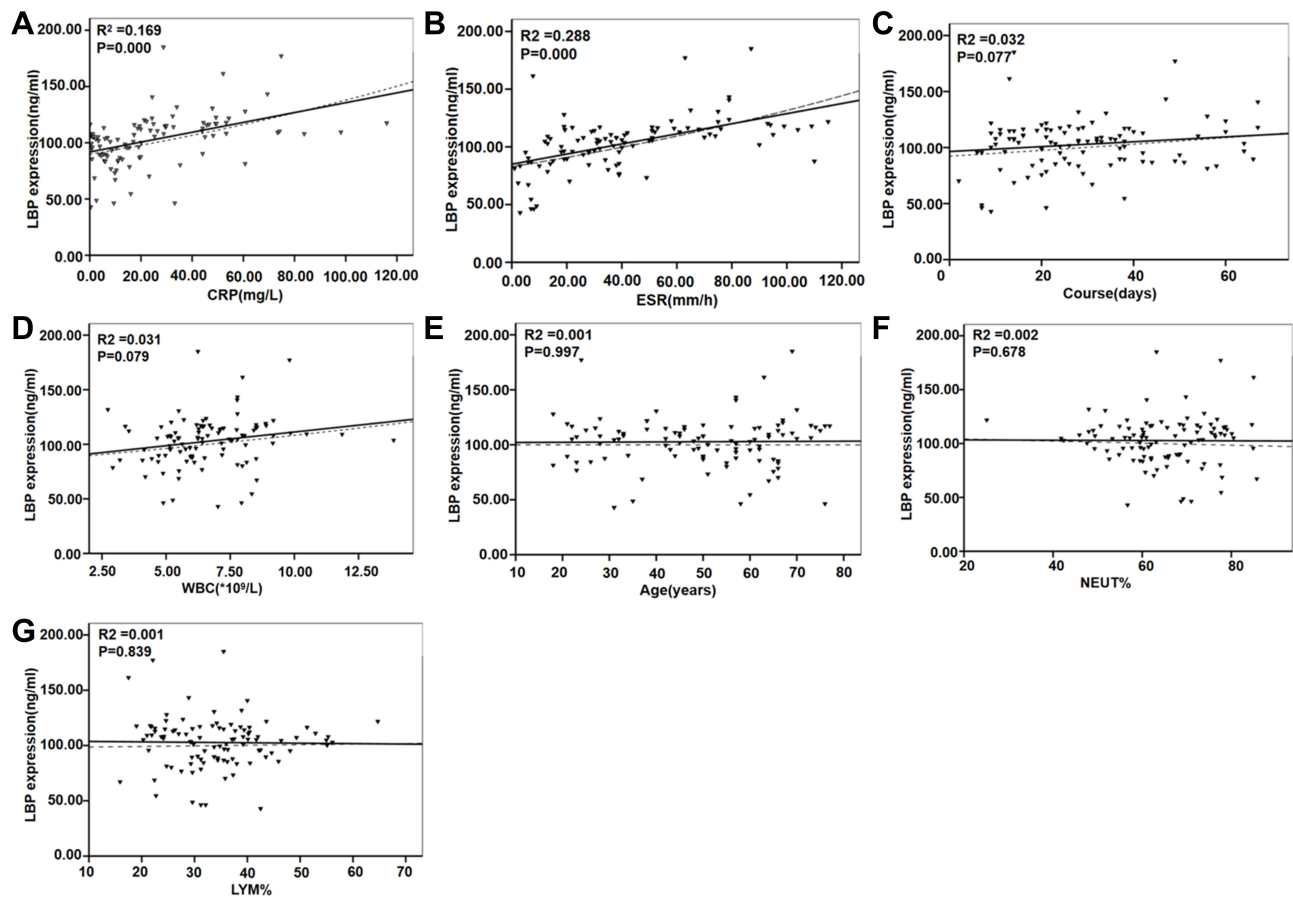 A
R² =0.169
P=0.000
LBP expression(ng/ml)
200.00
150.00
100.00
50.00
0.00
0.00 20.00 40.00 60.00 80.00 100.00 120.00
CRP(mg/L)
B
R2 =0.288
P=0.000
LBP expression(ng/ml)
200.00
150.00
100.00
50.00
0.00
0.00 20.00 40.00 60.00 80.00 100.00 120.00
ESR(mm/h)
C
R2 =0.032
P=0.077
LBP expression(ng/ml)
200.00
150.00
100.00
50.00
0.00
0 20 40 60
Course(days)
D
R2 =0.031
P=0.079
LBP expression(ng/ml)
200.00
150.00
100.00
50.00
0.00
2.50 5.00 7.50 10.00 12.50
WBC(*10⁹/L)
E
R2 =0.001
P=0.997
LBP expression(ng/ml)
200.00
150.00
100.00
50.00
0.00
10 20 30 40 50 60 70 80
Age(years)
F
R2 =0.002
P=0.678
LBP expression(ng/ml)
200.00
150.00
100.00
50.00
0.00
20 40 60 80
NEUT%
G
R2 =0.001
P=0.839
LBP expression(ng/ml)
200.00
150.00
100.00
50.00
0.00
10 20 30 40 50 60 70
LYM%